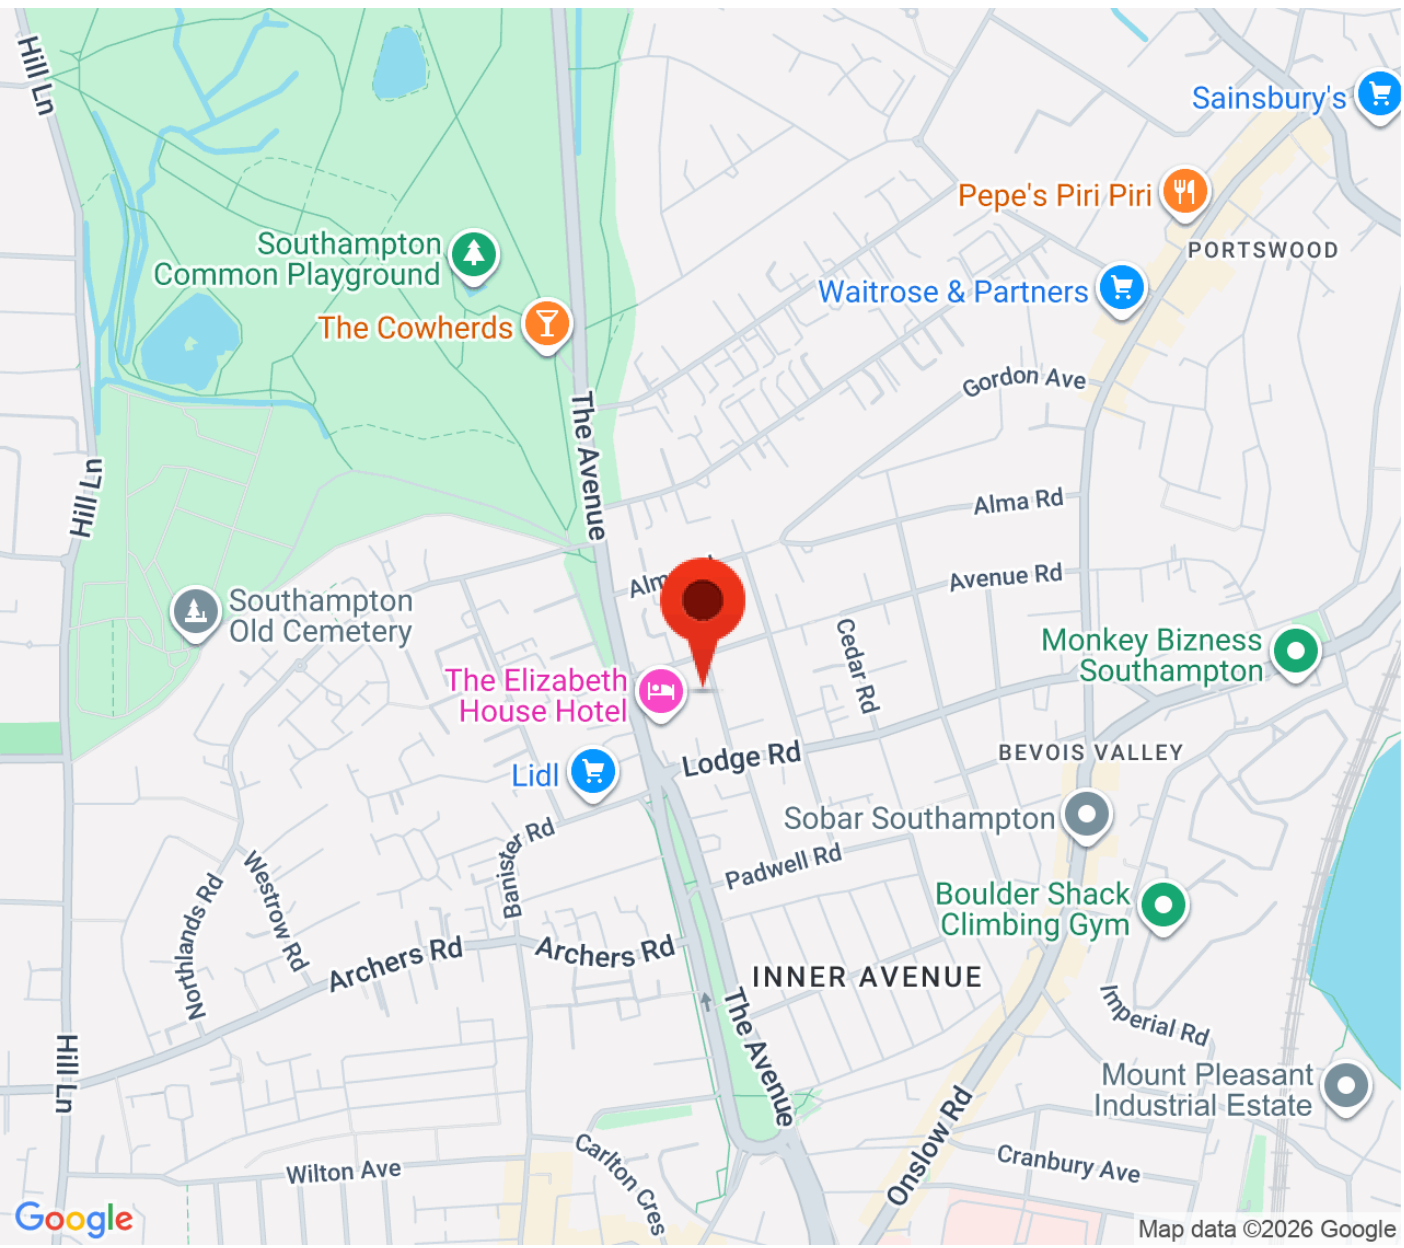 Hill Ln
Sainsbury's
Pepe's Piri Piri
PORTSWOOD
Southampton
Common Playground
Waitrose & Partners
The Cowherds
Gordon Ave
The Avenue
Hill Ln
Alma Rd
Avenue Rd
Southampton
Old Cemetery
Cedar Rd
Monkey Bizness
Southampton
The Elizabeth
House Hotel
Lodge Rd
BEVOIS VALLEY
Lidl
Sobar Southampton
Banister Rd
Padwell Rd
Westrow Rd
Northlands Rd
Boulder Shack
Climbing Gym
Archers Rd
Archers Rd
INNER AVENUE
The Avenue
Imperial Rd
Hill Ln
Mount Pleasant
Industrial Estate
Onslow Rd
Carlton Cres
Wilton Ave
Cranbury Ave
Google
Map data ©2026 Google